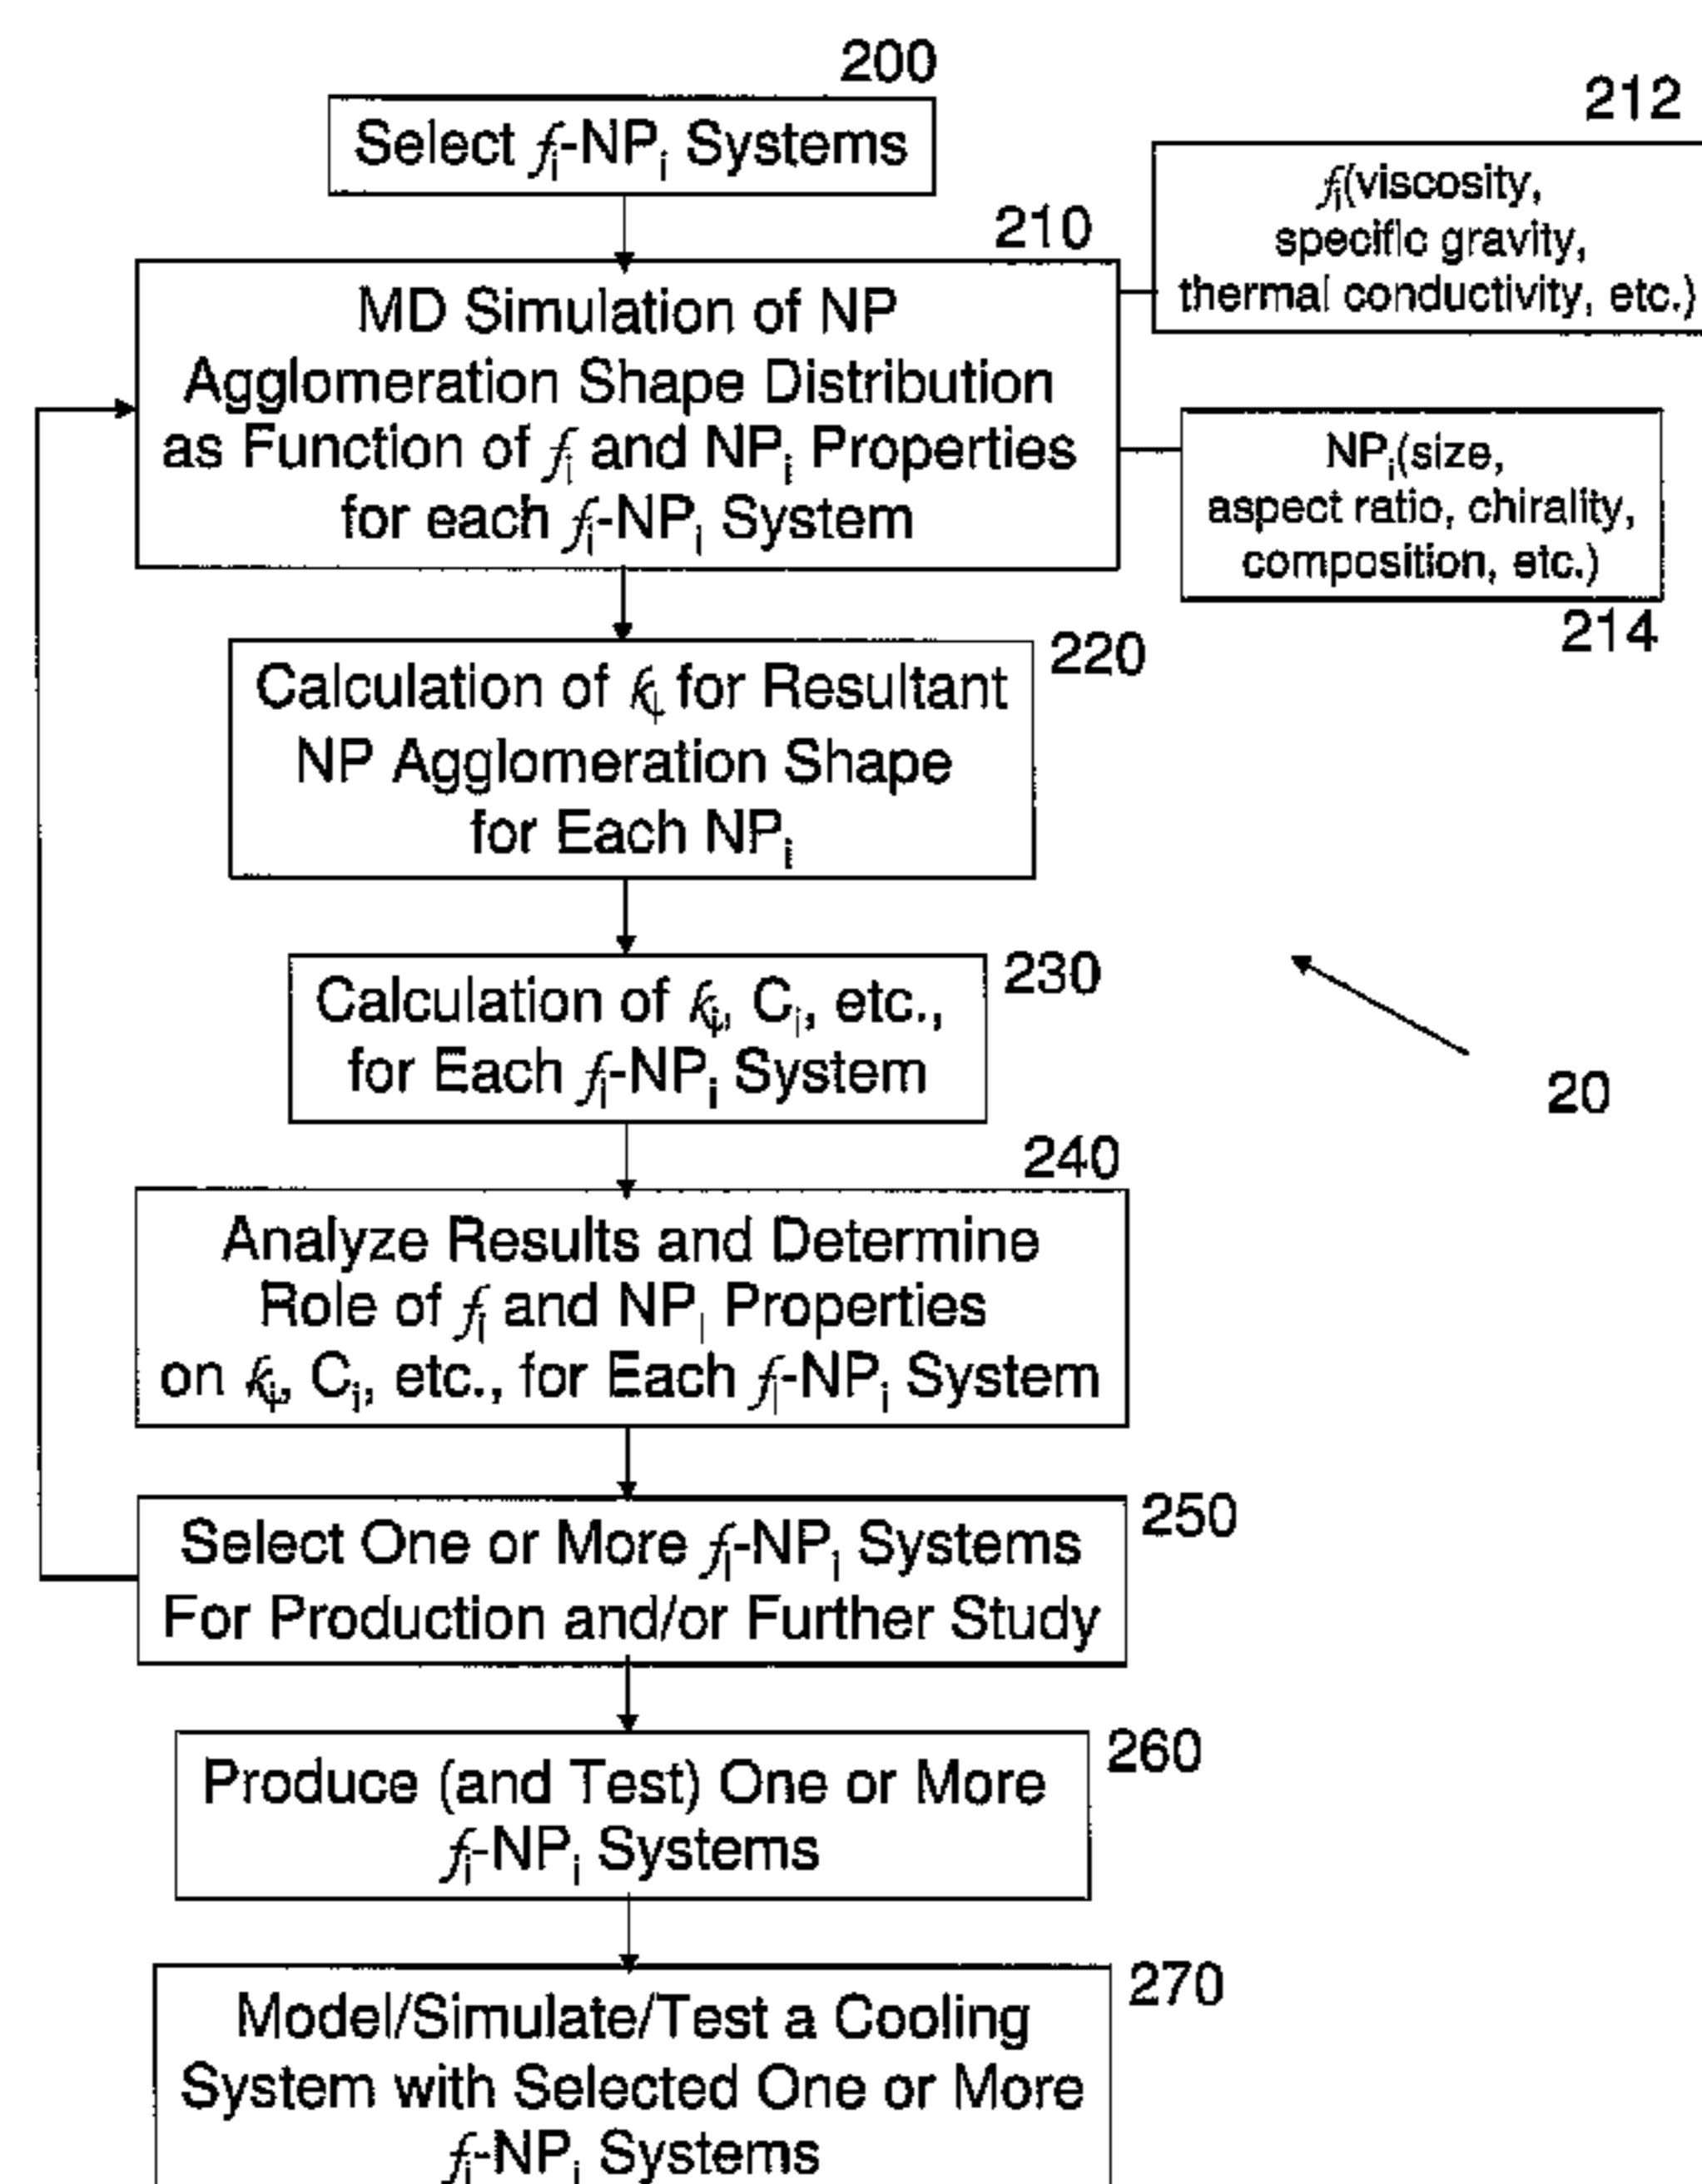 200
Select fᵢ-NPᵢ Systems
212
fᵢ(viscosity,
specific gravity,
thermal conductivity, etc.)
210
MD Simulation of NP
Agglomeration Shape Distribution
as Function of fᵢ and NPᵢ Properties
for each fᵢ-NPᵢ System
NPᵢ(size,
aspect ratio, chirality,
composition, etc.)
214
220
Calculation of kᵢ for Resultant
NP Agglomeration Shape
for Each NPᵢ
230
Calculation of kᵢ, Cᵢ, etc.,
for Each fᵢ-NPᵢ System
20
240
Analyze Results and Determine
Role of fᵢ and NPᵢ Properties
on kᵢ, Cᵢ, etc., for Each fᵢ-NPᵢ System
250
Select One or More fᵢ-NPᵢ Systems
For Production and/or Further Study
260
Produce (and Test) One or More
fᵢ-NPᵢ Systems
270
Model/Simulate/Test a Cooling
System with Selected One or More
fᵢ-NPᵢ Systems